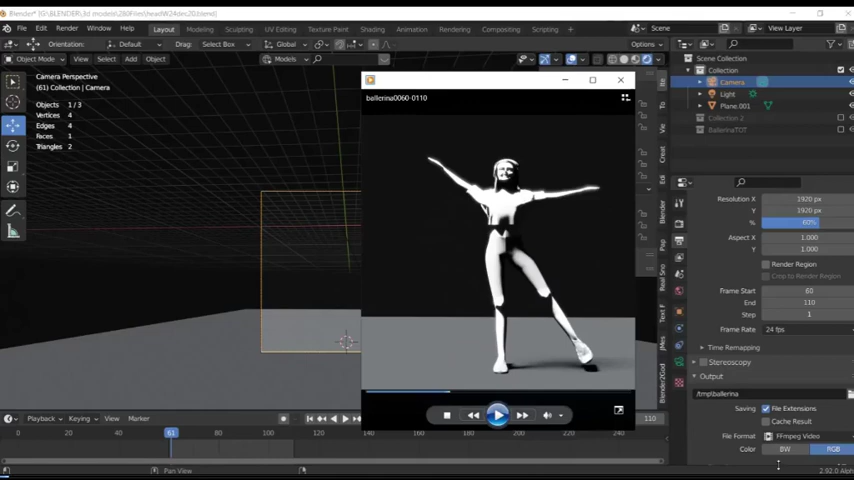 Blender* [G:\BLENDER\
File Edit Render Window Help Layout Modeling Sculpting UV Editing Texture Paint Shading Animation Rendering Compositing Scripting Scene View Layer
Orientation: Default Drag: Select Box Global Options
Object Mode View Select Add Object Models
Camera Perspective
(61) Collection | Camera
Objects 1/3
Vertices 4
Edges 4
Faces 1
Triangles 2
ballerina0060-0110
Scene Collection
Collection
Camera
Light
Plane.001
Collection 2
BallerinaTOT
Resolution X 1920 px
Y 1920 px
% 60%
Aspect X 1.000
Y 1.000
Render Region
Crop to Render Region
Frame Start 60
End 110
Step 1
Frame Rate 24 fps
Time Remapping
Stereoscopy
Output
/tmp\ballerina
Saving File Extensions
Cache Result
File Format FFmpeg Video
Color BW RGB
Playback Keying View Marker 110
0 20 40 61 80 100 120 140 160 180 200 220 240
Pan View 2.92.0 Alpha